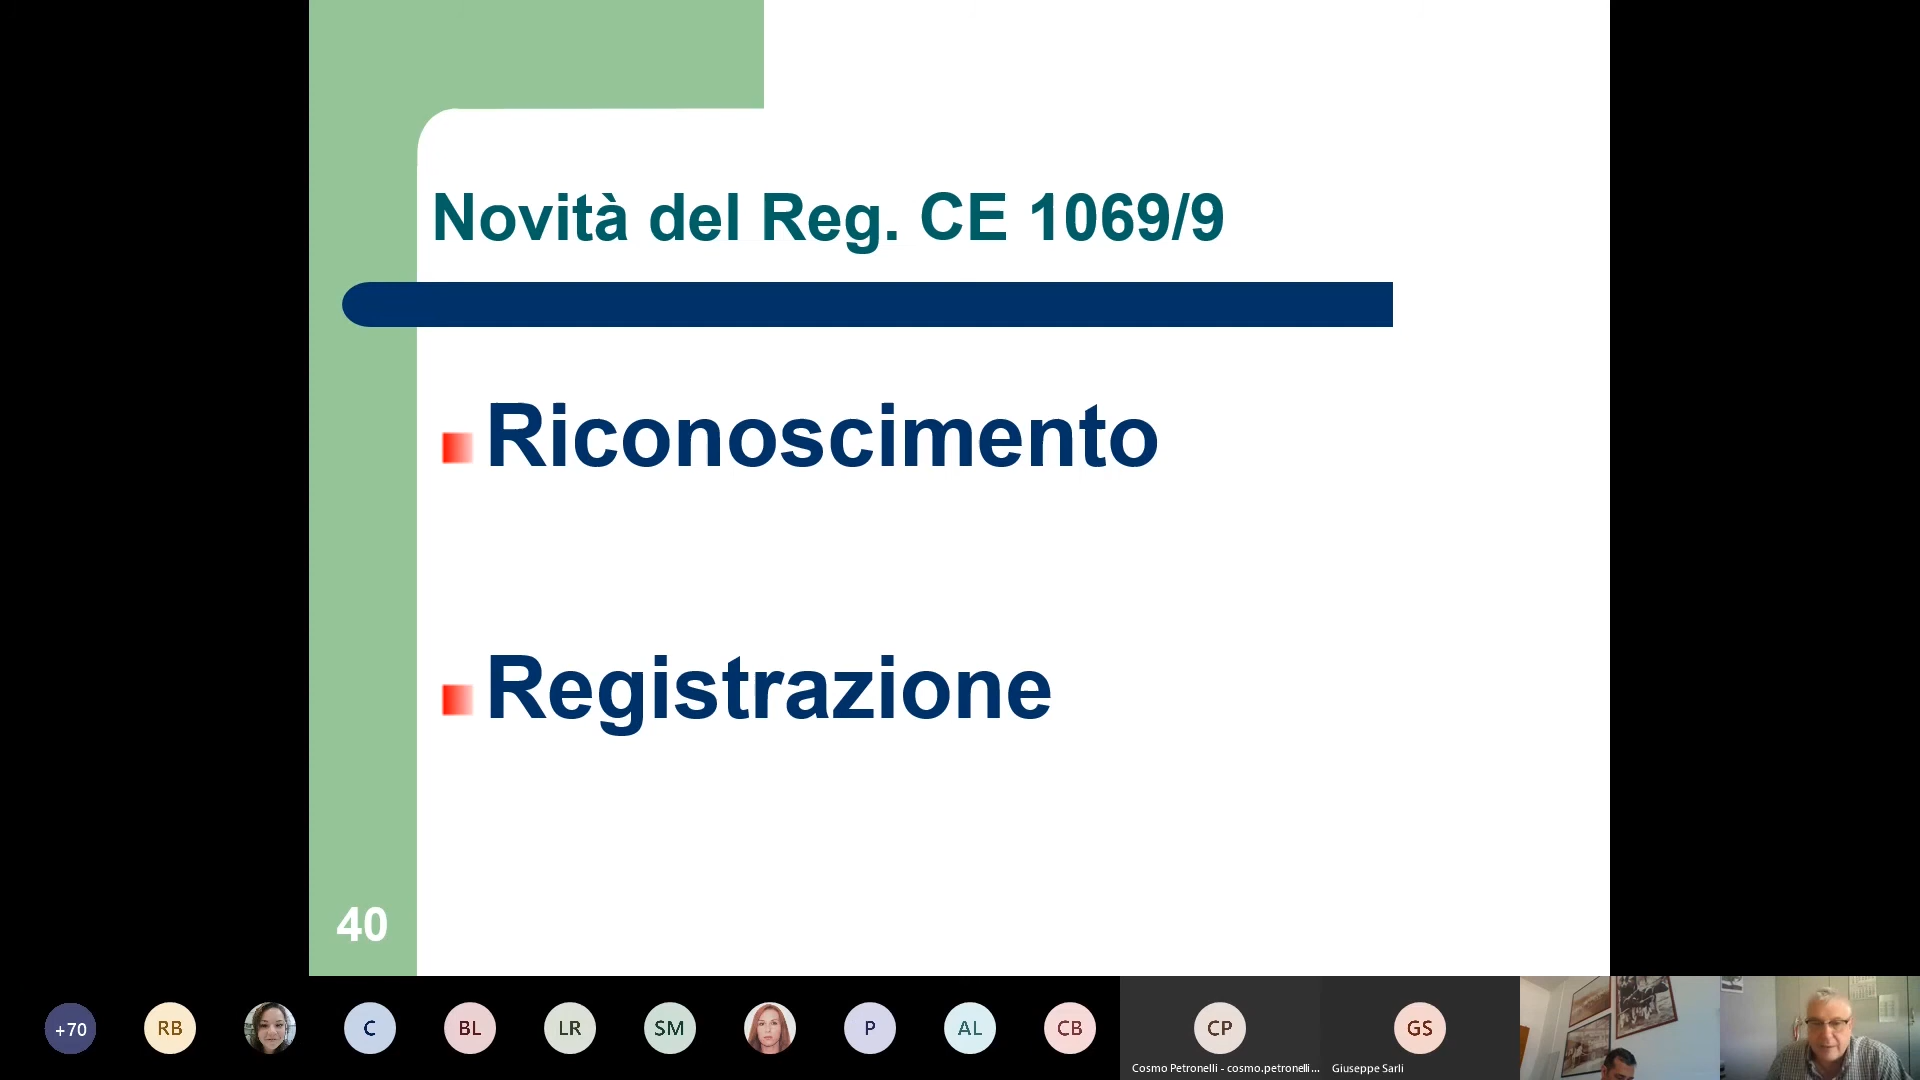 Novità del Reg. CE 1069/9
Riconoscimento
Registrazione
40
+70
RB
C
BL
LR
SM
P
AL
CB
CP
GS
Cosmo Petronelli - cosmo.petronelli...
Giuseppe Sarli